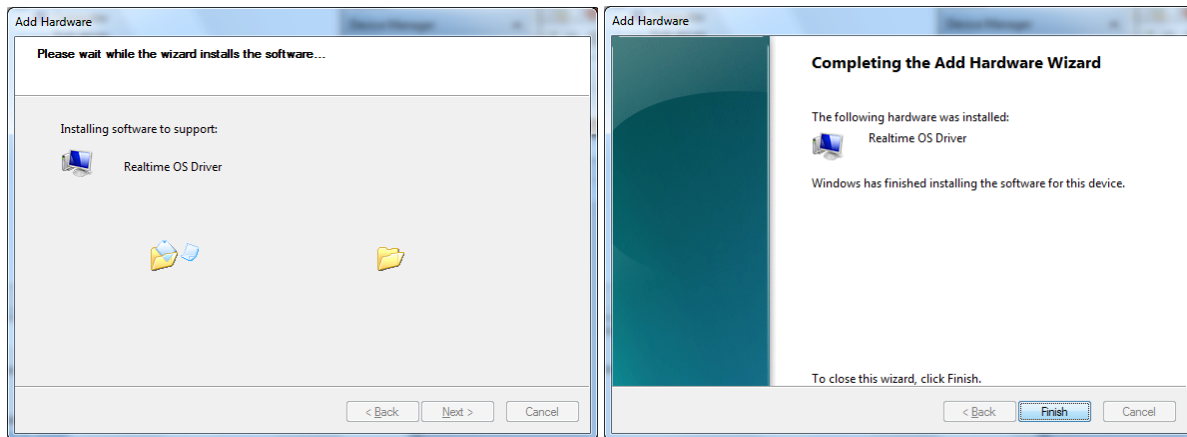 Add Hardware
Please wait while the wizard installs the software...
Installing software to support:
Realtime OS Driver
< Back Next > Cancel
Add Hardware
Completing the Add Hardware Wizard
The following hardware was installed:
Realtime OS Driver
Windows has finished installing the software for this device.
To close this wizard, click Finish.
< Back Finish Cancel